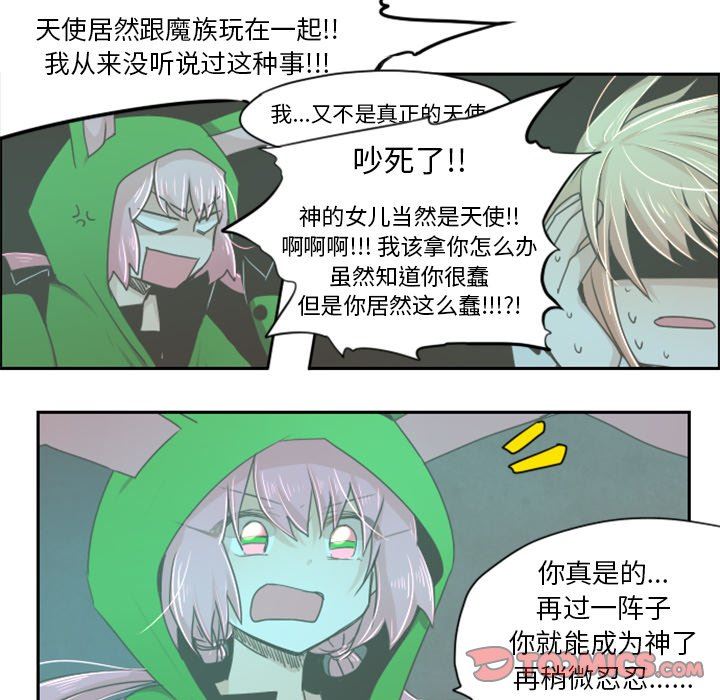 天使居然跟魔族玩在一起!!
我从来没听说过这种事!!!
我...又不是真正的天使
吵死了!!
神的女儿当然是天使!!
啊啊啊!!! 我该拿你怎么办
虽然知道你很蠢
但是你居然这么蠢!!!?!
你真是的...
再过一阵子
你就能成为神了
再稍微忍忍......
TOOMICS
.COM